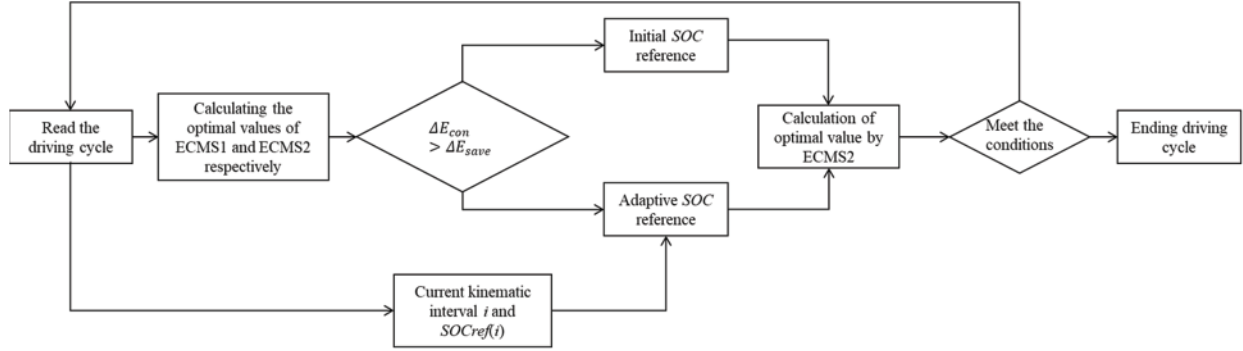 Read the
driving cycle
Calculating the
optimal values of
ECMS1 and ECMS2
respectively
ΔE_con
> ΔE_save
Initial SOC
reference
Adaptive SOC
reference
Current kinematic
interval i and
SOCref(i)
Calculation of
optimal value by
ECMS2
Meet the
conditions
Ending driving
cycle